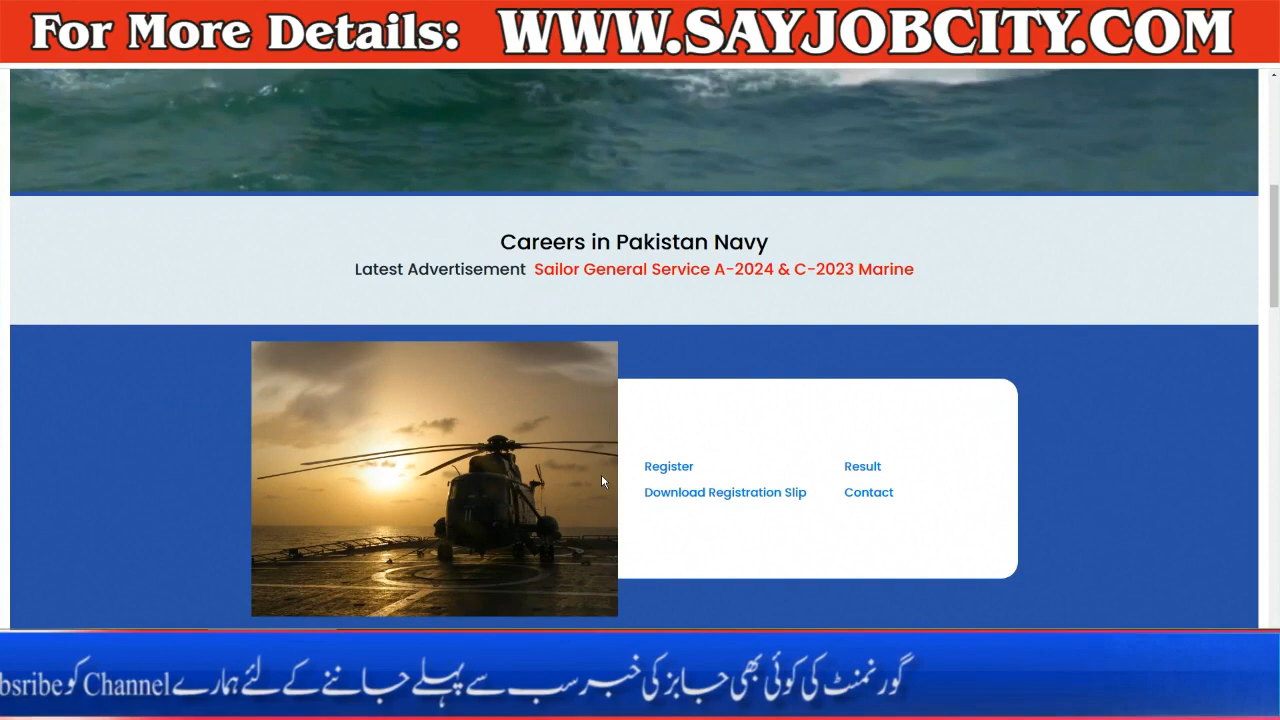 For More Details: WWW.SAYJOBCITY.COM
Careers in Pakistan Navy
Latest Advertisement Sailor General Service A-2024 & C-2023 Marine
Register
Result
Download Registration Slip
Contact
گورنمنٹ کی کوئی بھی جابز کی خبر سب سے پہلے جاننے کے لئے ہمارے Channel کو bsribe